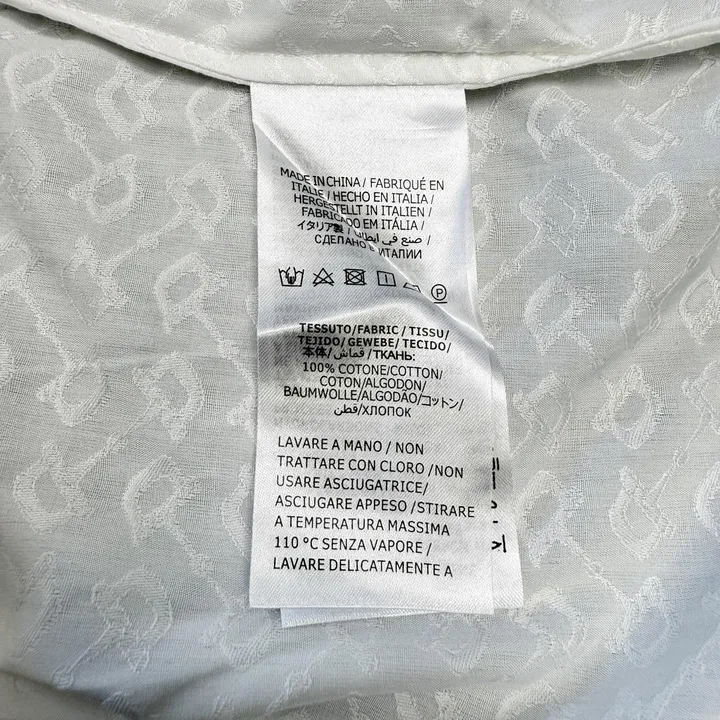 MADE IN CHINA / FABRIQUÉ EN
ITALIE / HECHO EN ITALIA /
HERGESTELLT IN ITALIEN /
FABRICADO EM ITÁLIA /
イタリア製 / صنع في ايطاليا /
СДЕЛАНО В ИТАЛИИ
P
TESSUTO/FABRIC / TISSU/
TEJIDO/GEWEBE/ TECIDO/
本体/ قماش /ТКАНЬ:
100% COTONE/COTTON/
COTON/ALGODON/
BAUMWOLLE/ALGODÃO/コットン/
قطن/ХЛОПОК
LAVARE A MANO / NON
TRATTARE CON CLORO /NON
USARE ASCIUGATRICE/
ASCIUGARE APPESO /STIRARE
A TEMPERATURA MASSIMA
110 °C SENZA VAPORE /
LAVARE DELICATAMENTE A